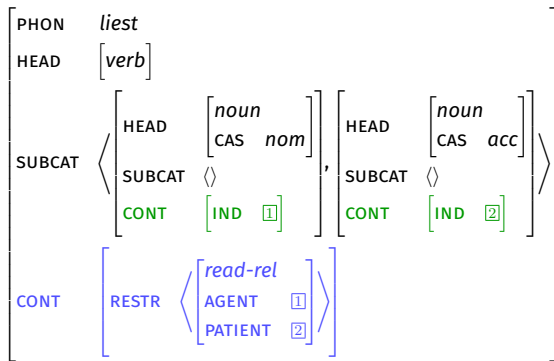 PHON liest
HEAD [verb]
SUBCAT ⟨[HEAD [noun CAS nom] SUBCAT ⟨⟩ CONT [IND 1]], [HEAD [noun CAS acc] SUBCAT ⟨⟩ CONT [IND 2]]⟩
CONT [RESTR ⟨[read-rel
AGENT 1
PATIENT 2]⟩]